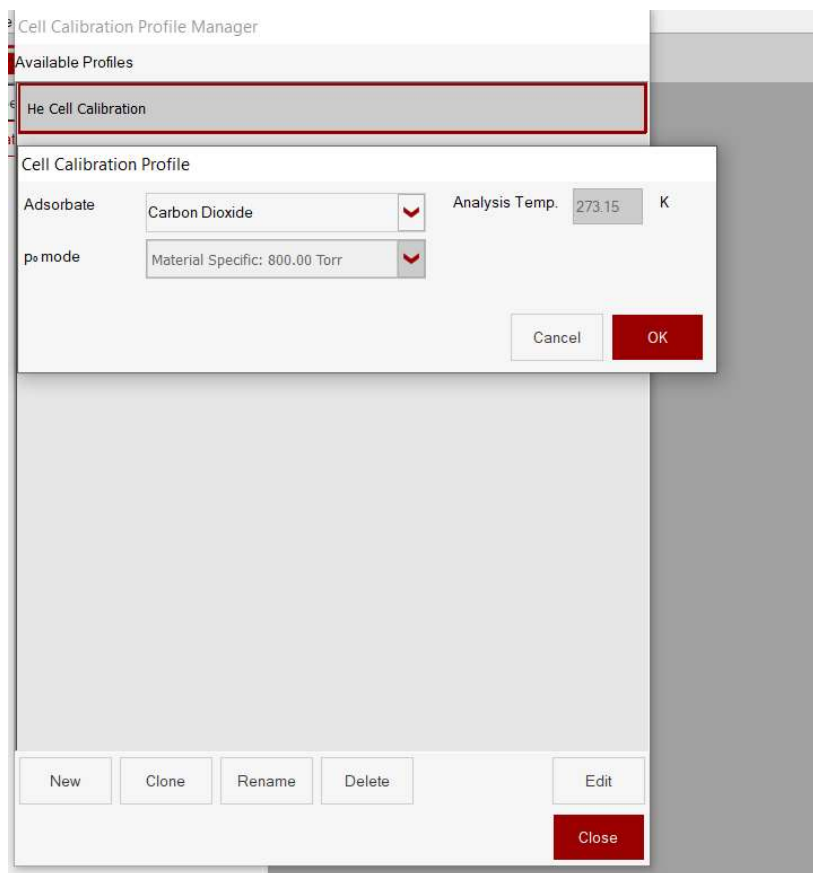 Cell Calibration Profile Manager
Available Profiles
He Cell Calibration
Cell Calibration Profile
Adsorbate Carbon Dioxide Analysis Temp. 273.15 K
p₀ mode Material Specific: 800.00 Torr
Cancel OK
New Clone Rename Delete Edit
Close